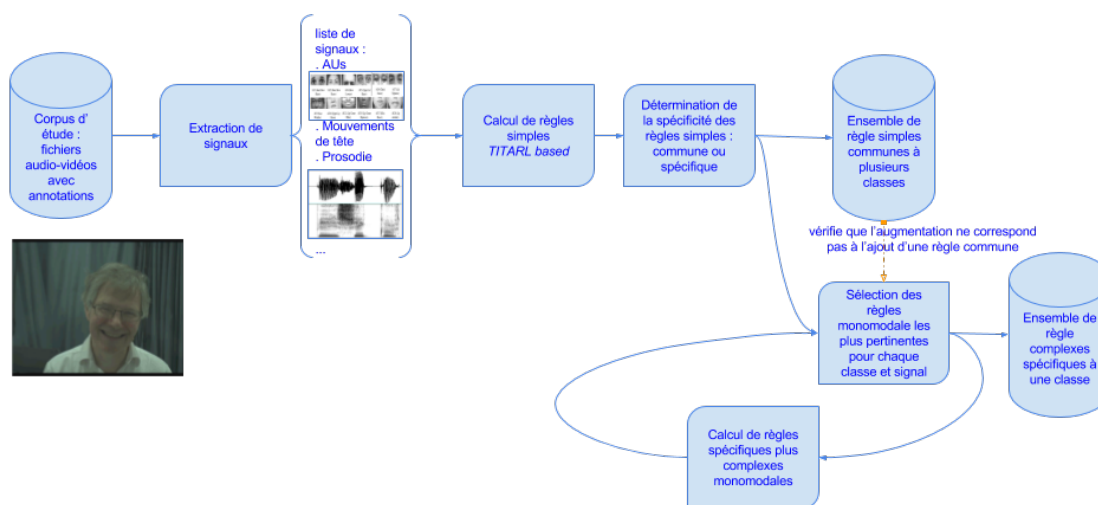 Corpus d'
étude :
fichiers
audio-vidéos
avec
annotations
Extraction de
signaux
liste de
signaux :
. AUs
. Mouvements
de tête
. Prosodie
...
Calcul de règles
simples
TITARL based
Détermination de
la spécificité des
règles simples :
commune ou
spécifique
Ensemble de
règle simples
communes à
plusieurs
classes
vérifie que l'augmentation ne correspond
pas à l'ajout d'une règle commune
Sélection des
règles
monomodale les
plus pertinentes
pour chaque
classe et signal
Ensemble de
règle
complexes
spécifiques à
une classe
Calcul de règles
spécifiques plus
complexes
monomodales